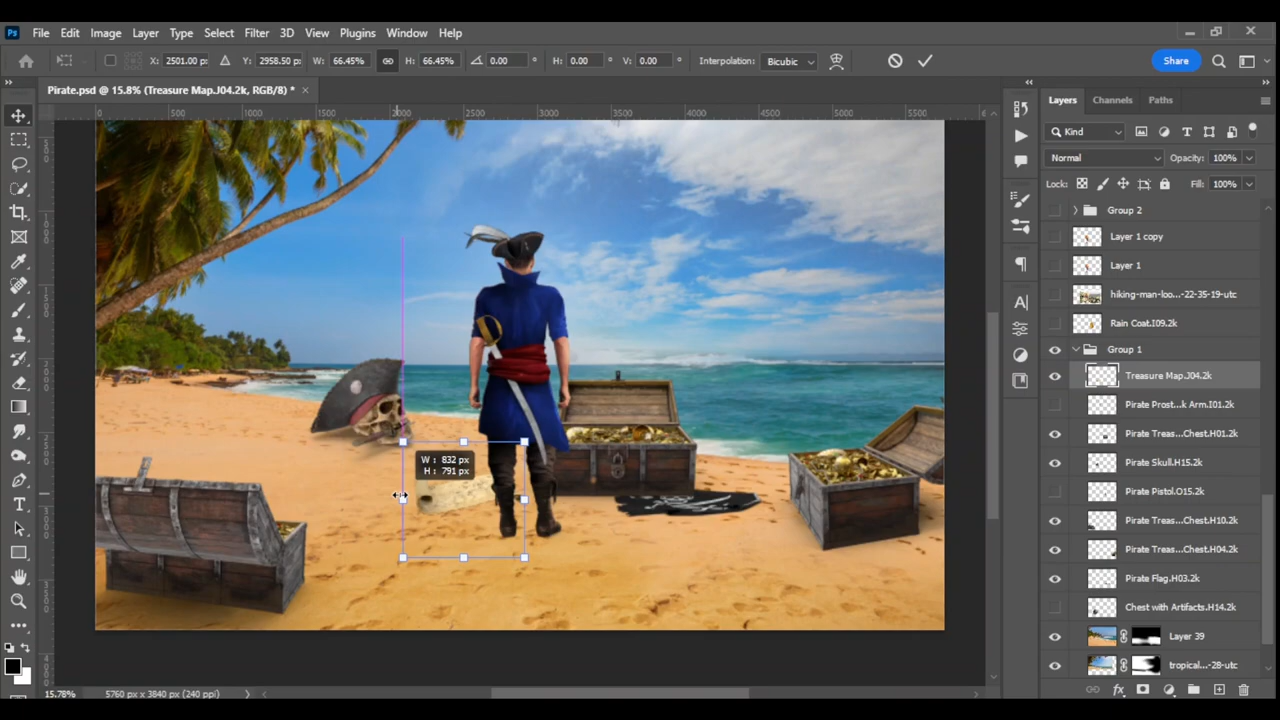 Ps File Edit Image Layer Type Select Filter 3D View Plugins Window Help
X: 2501.00 p: Y: 2958.50 p: W: 66.45% H: 66.45% 0.00 ° H: 0.00 ° V: 0.00 ° Interpolation: Bicubic Share
Pirate.psd @ 15.8% (Treasure Map.J04.2k, RGB/8) * ×
0 500 1000 1500 2000 2500 3000 3500 4000 4500 5000 5500
W : 832 px
H : 791 px
Layers Channels Paths
Kind
Normal Opacity: 100%
Lock: Fill: 100%
Group 2
Layer 1 copy
Layer 1
hiking-man-loo...-22-35-19-utc
Rain Coat.I09.2k
Group 1
Treasure Map.J04.2k
Pirate Prost...k Arm.I01.2k
Pirate Treas...Chest.H01.2k
Pirate Skull.H15.2k
Pirate Pistol.O15.2k
Pirate Treas...Chest.H10.2k
Pirate Treas...Chest.H04.2k
Pirate Flag.H03.2k
Chest with Artifacts.H14.2k
Layer 39
tropical...-28-utc
fx
15.78% 5760 px x 3840 px (240 ppi)